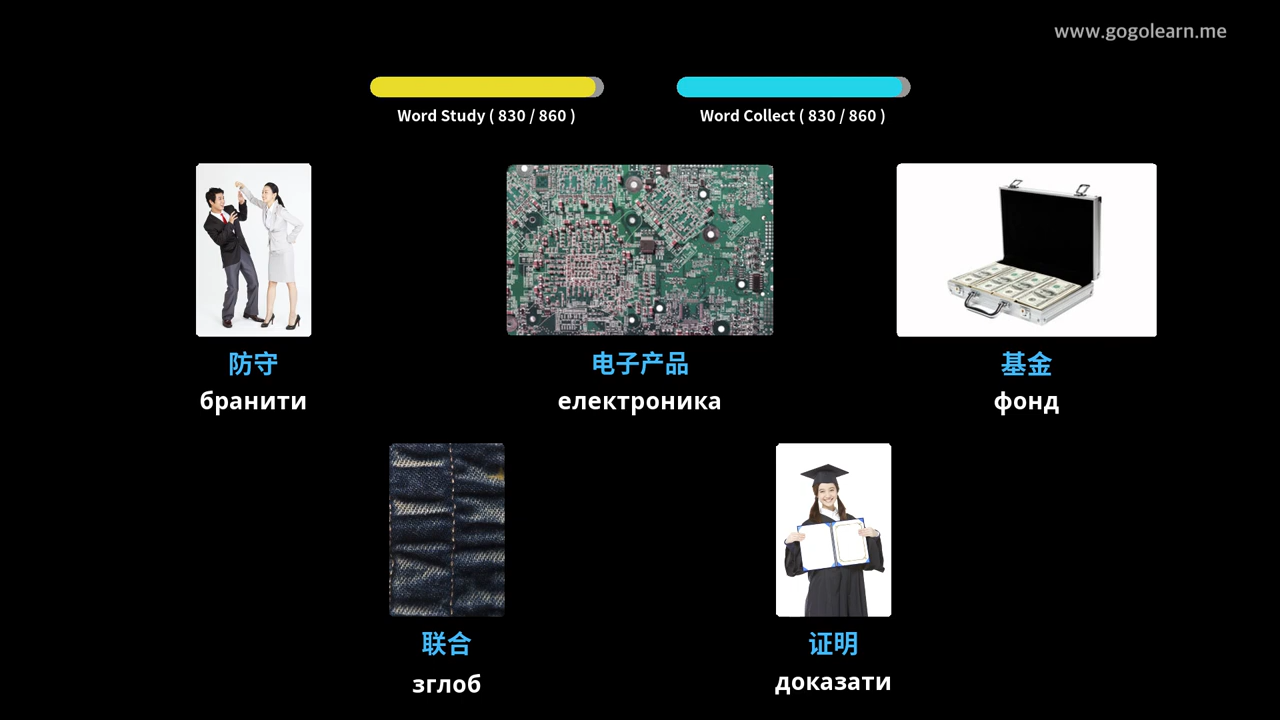 www.gogolearn.me
Word Study ( 830 / 860 )
Word Collect ( 830 / 860 )
防守
бранити
电子产品
електроника
基金
фонд
联合
зглоб
证明
доказати